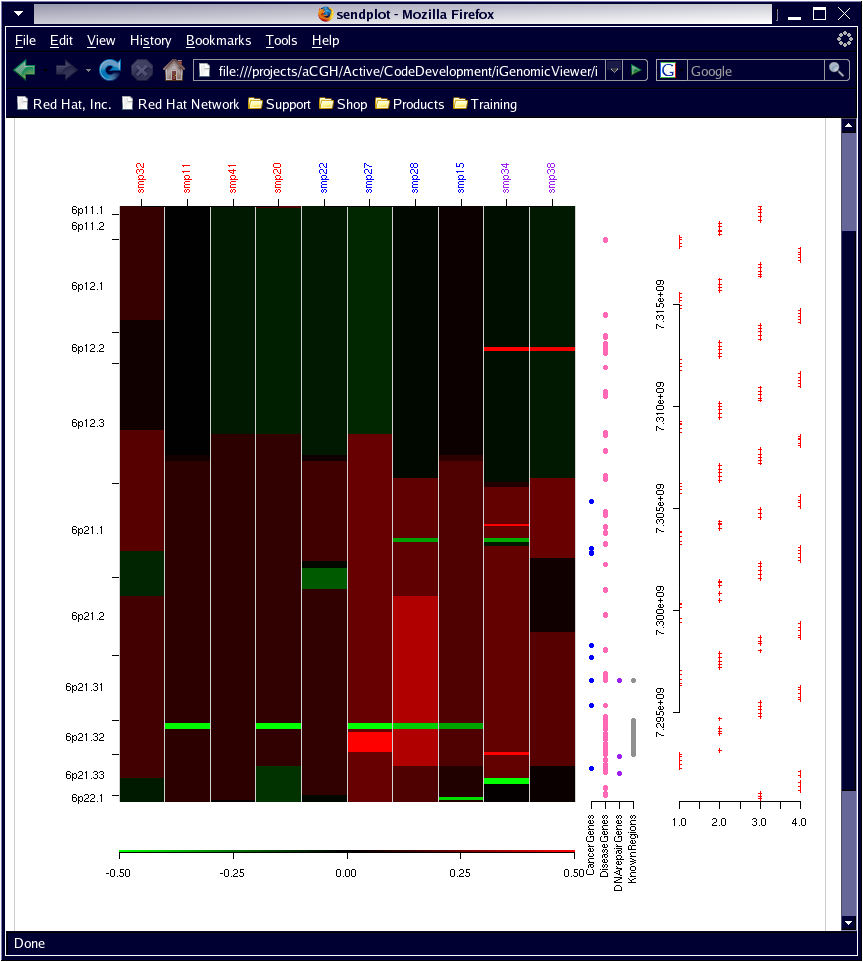 sendplot - Mozilla Firefox
File Edit View History Bookmarks Tools Help
file:///projects/aCGH/Active/CodeDevelopment/iGenomicViewer/i
G Google
Red Hat, Inc. Red Hat Network Support Shop Products Training
smp32 smp11 smp41 smp20 smp22 smp27 smp28 smp15 smp34 smp38
6p11.1
6p11.2
6p12.1
6p12.2
6p12.3
6p21.1
6p21.2
6p21.31
6p21.32
6p21.33
6p22.1
7.315e+09
7.310e+09
7.305e+09
7.300e+09
7.295e+09
1.0 2.0 3.0 4.0
CancerGenes
DiseaseGenes
DNArepairGenes
KnownRegions
-0.50 -0.25 0.00 0.25 0.50
Done